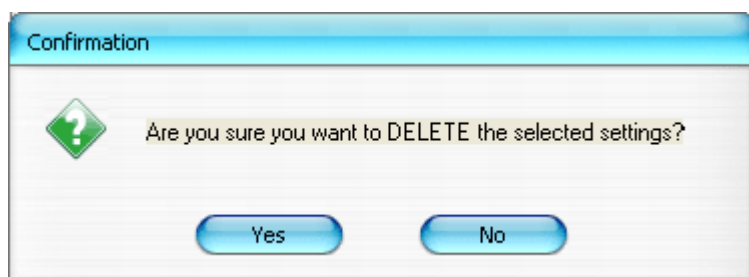 Confirmation
Are you sure you want to DELETE the selected settings?
Yes No